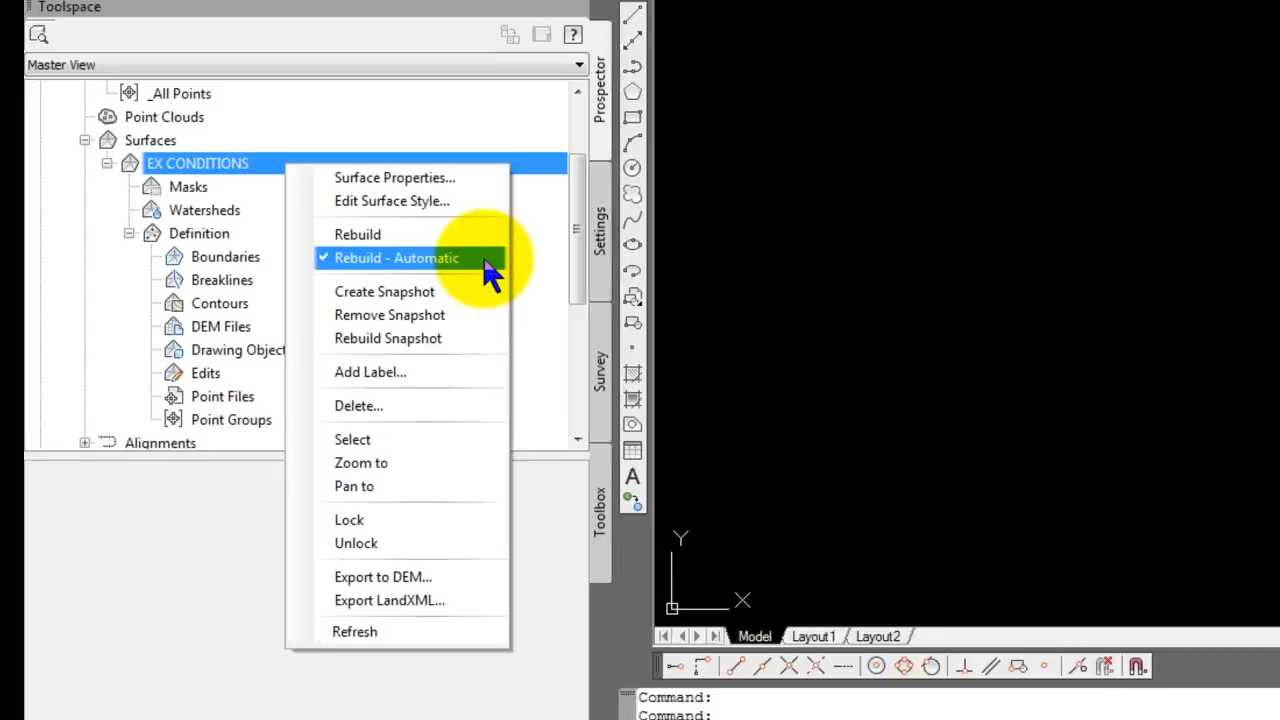 Toolspace
?
Master View
_All Points
Point Clouds
Surfaces
EX CONDITIONS
Masks
Watersheds
Definition
Boundaries
Breaklines
Contours
DEM Files
Drawing Object
Edits
Point Files
Point Groups
Alignments
Surface Properties...
Edit Surface Style...
Rebuild
Rebuild - Automatic
Create Snapshot
Remove Snapshot
Rebuild Snapshot
Add Label...
Delete...
Select
Zoom to
Pan to
Lock
Unlock
Export to DEM...
Export LandXML...
Refresh
Prospector
Settings
Survey
Toolbox
A
Y
X
Model
Layout1
Layout2
Command:
Command: